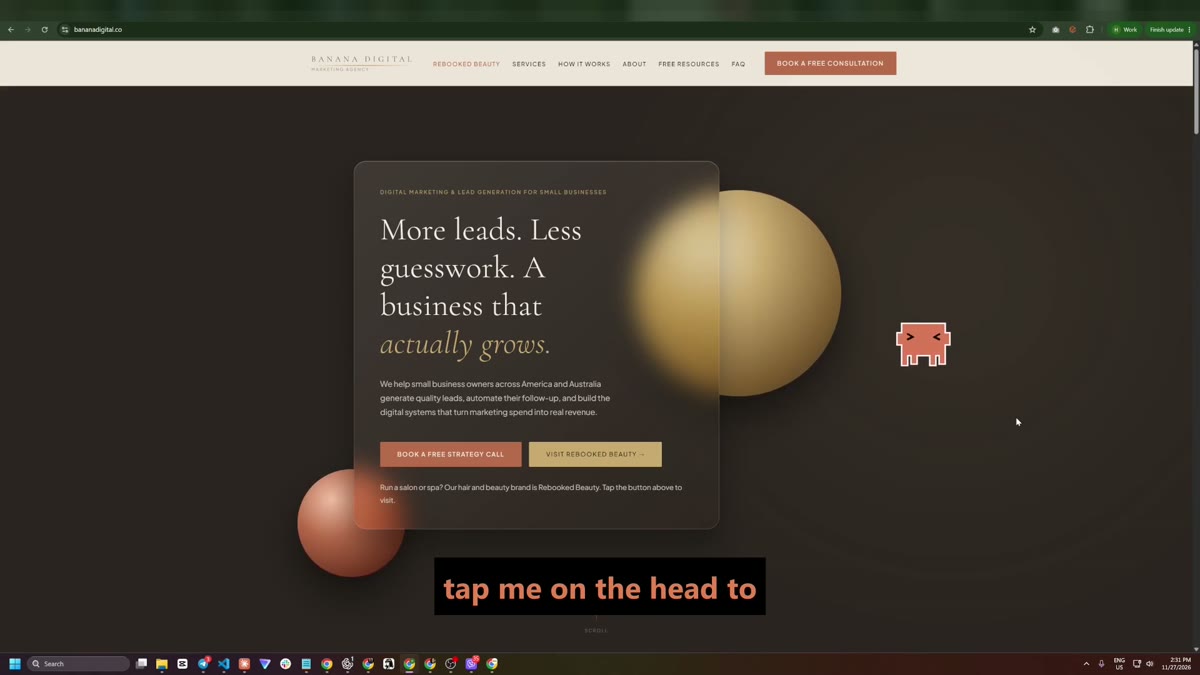 bananadigital.co
Work
Finish update
BANANA DIGITAL
MARKETING AGENCY
REBOOKED BEAUTY
SERVICES
HOW IT WORKS
ABOUT
FREE RESOURCES
FAQ
BOOK A FREE CONSULTATION
DIGITAL MARKETING & LEAD GENERATION FOR SMALL BUSINESSES
More leads. Less
guesswork. A
business that
actually grows.
We help small business owners across America and Australia
generate quality leads, automate their follow-up, and build the
digital systems that turn marketing spend into real revenue.
BOOK A FREE STRATEGY CALL
VISIT REBOOKED BEAUTY →
Run a salon or spa? Our hair and beauty brand is Rebooked Beauty. Tap the button above to
visit.
tap me on the head to
SCROLL
Search
ENG
US
2:31 PM
11/27/2026